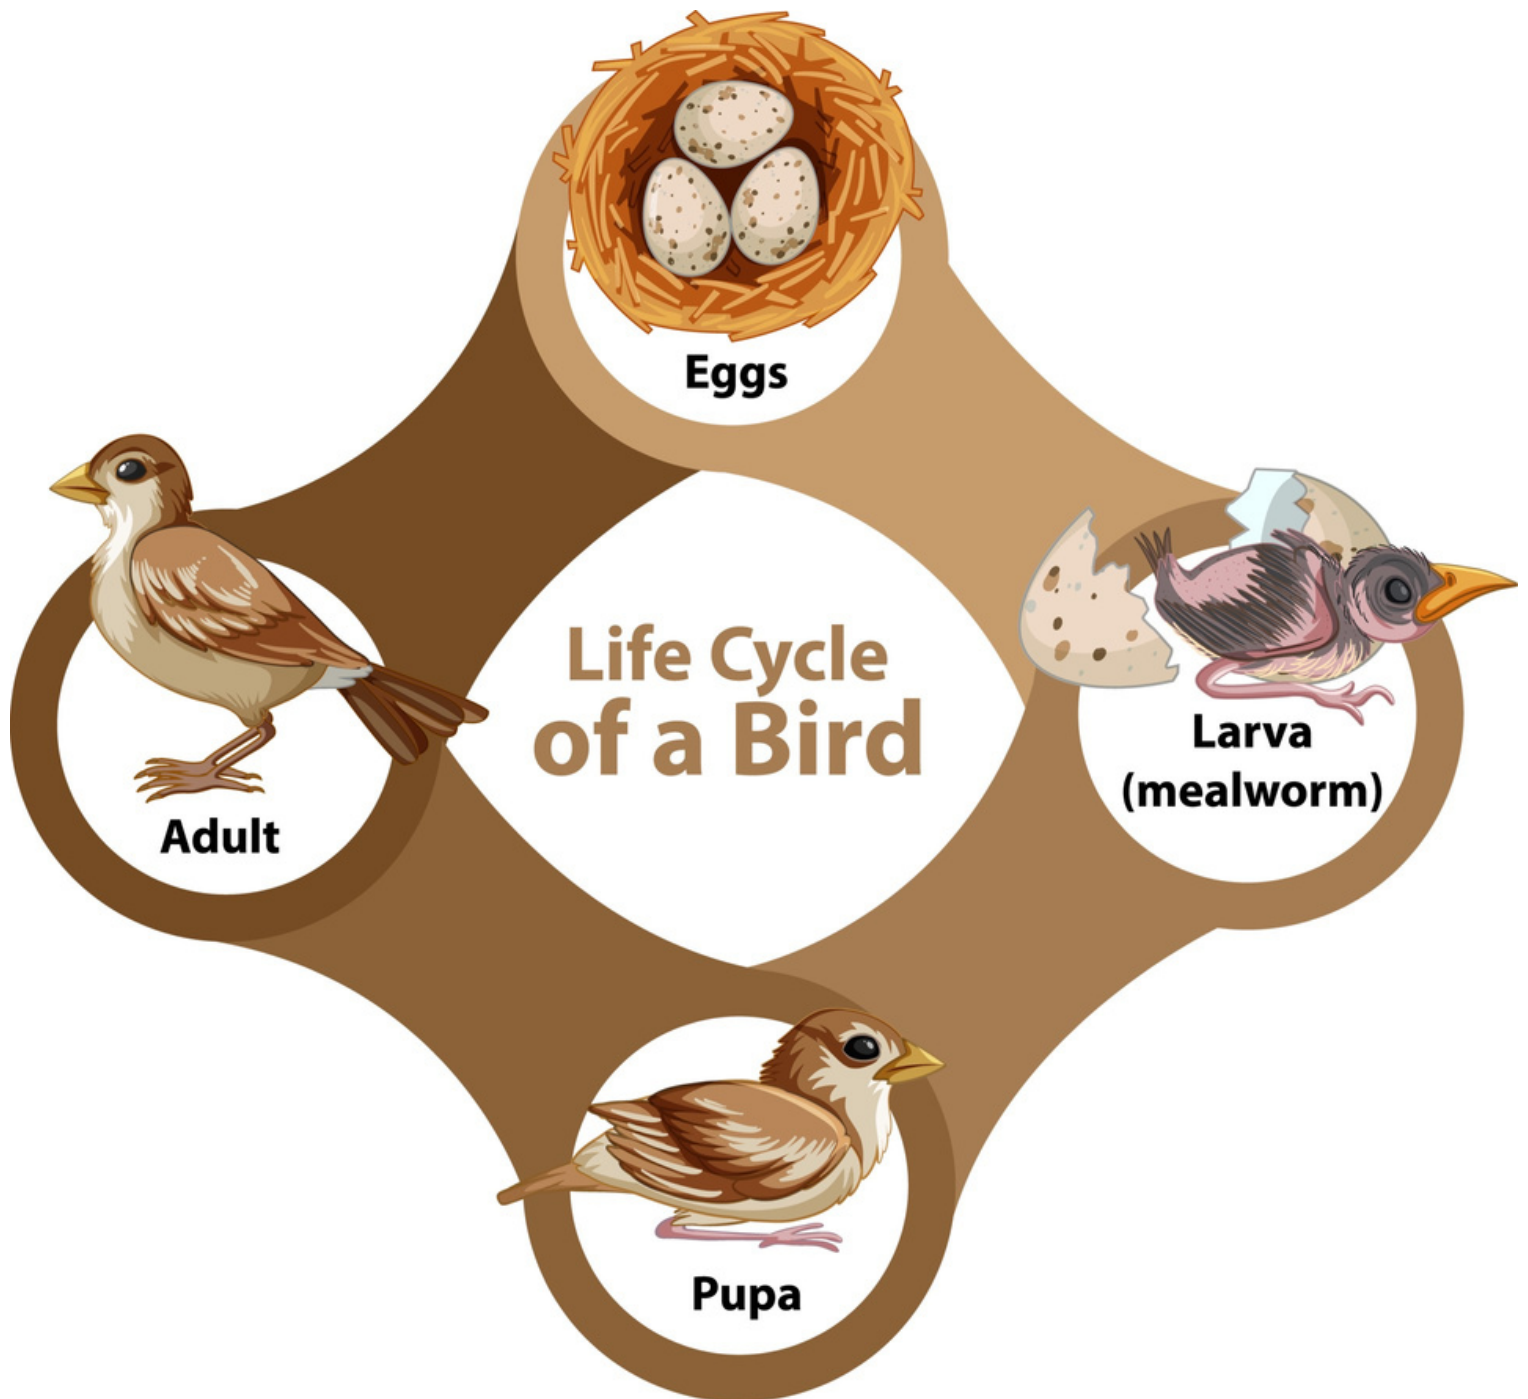 Eggs
Life Cycle
of a Bird
Larva
(mealworm)
Adult
Pupa